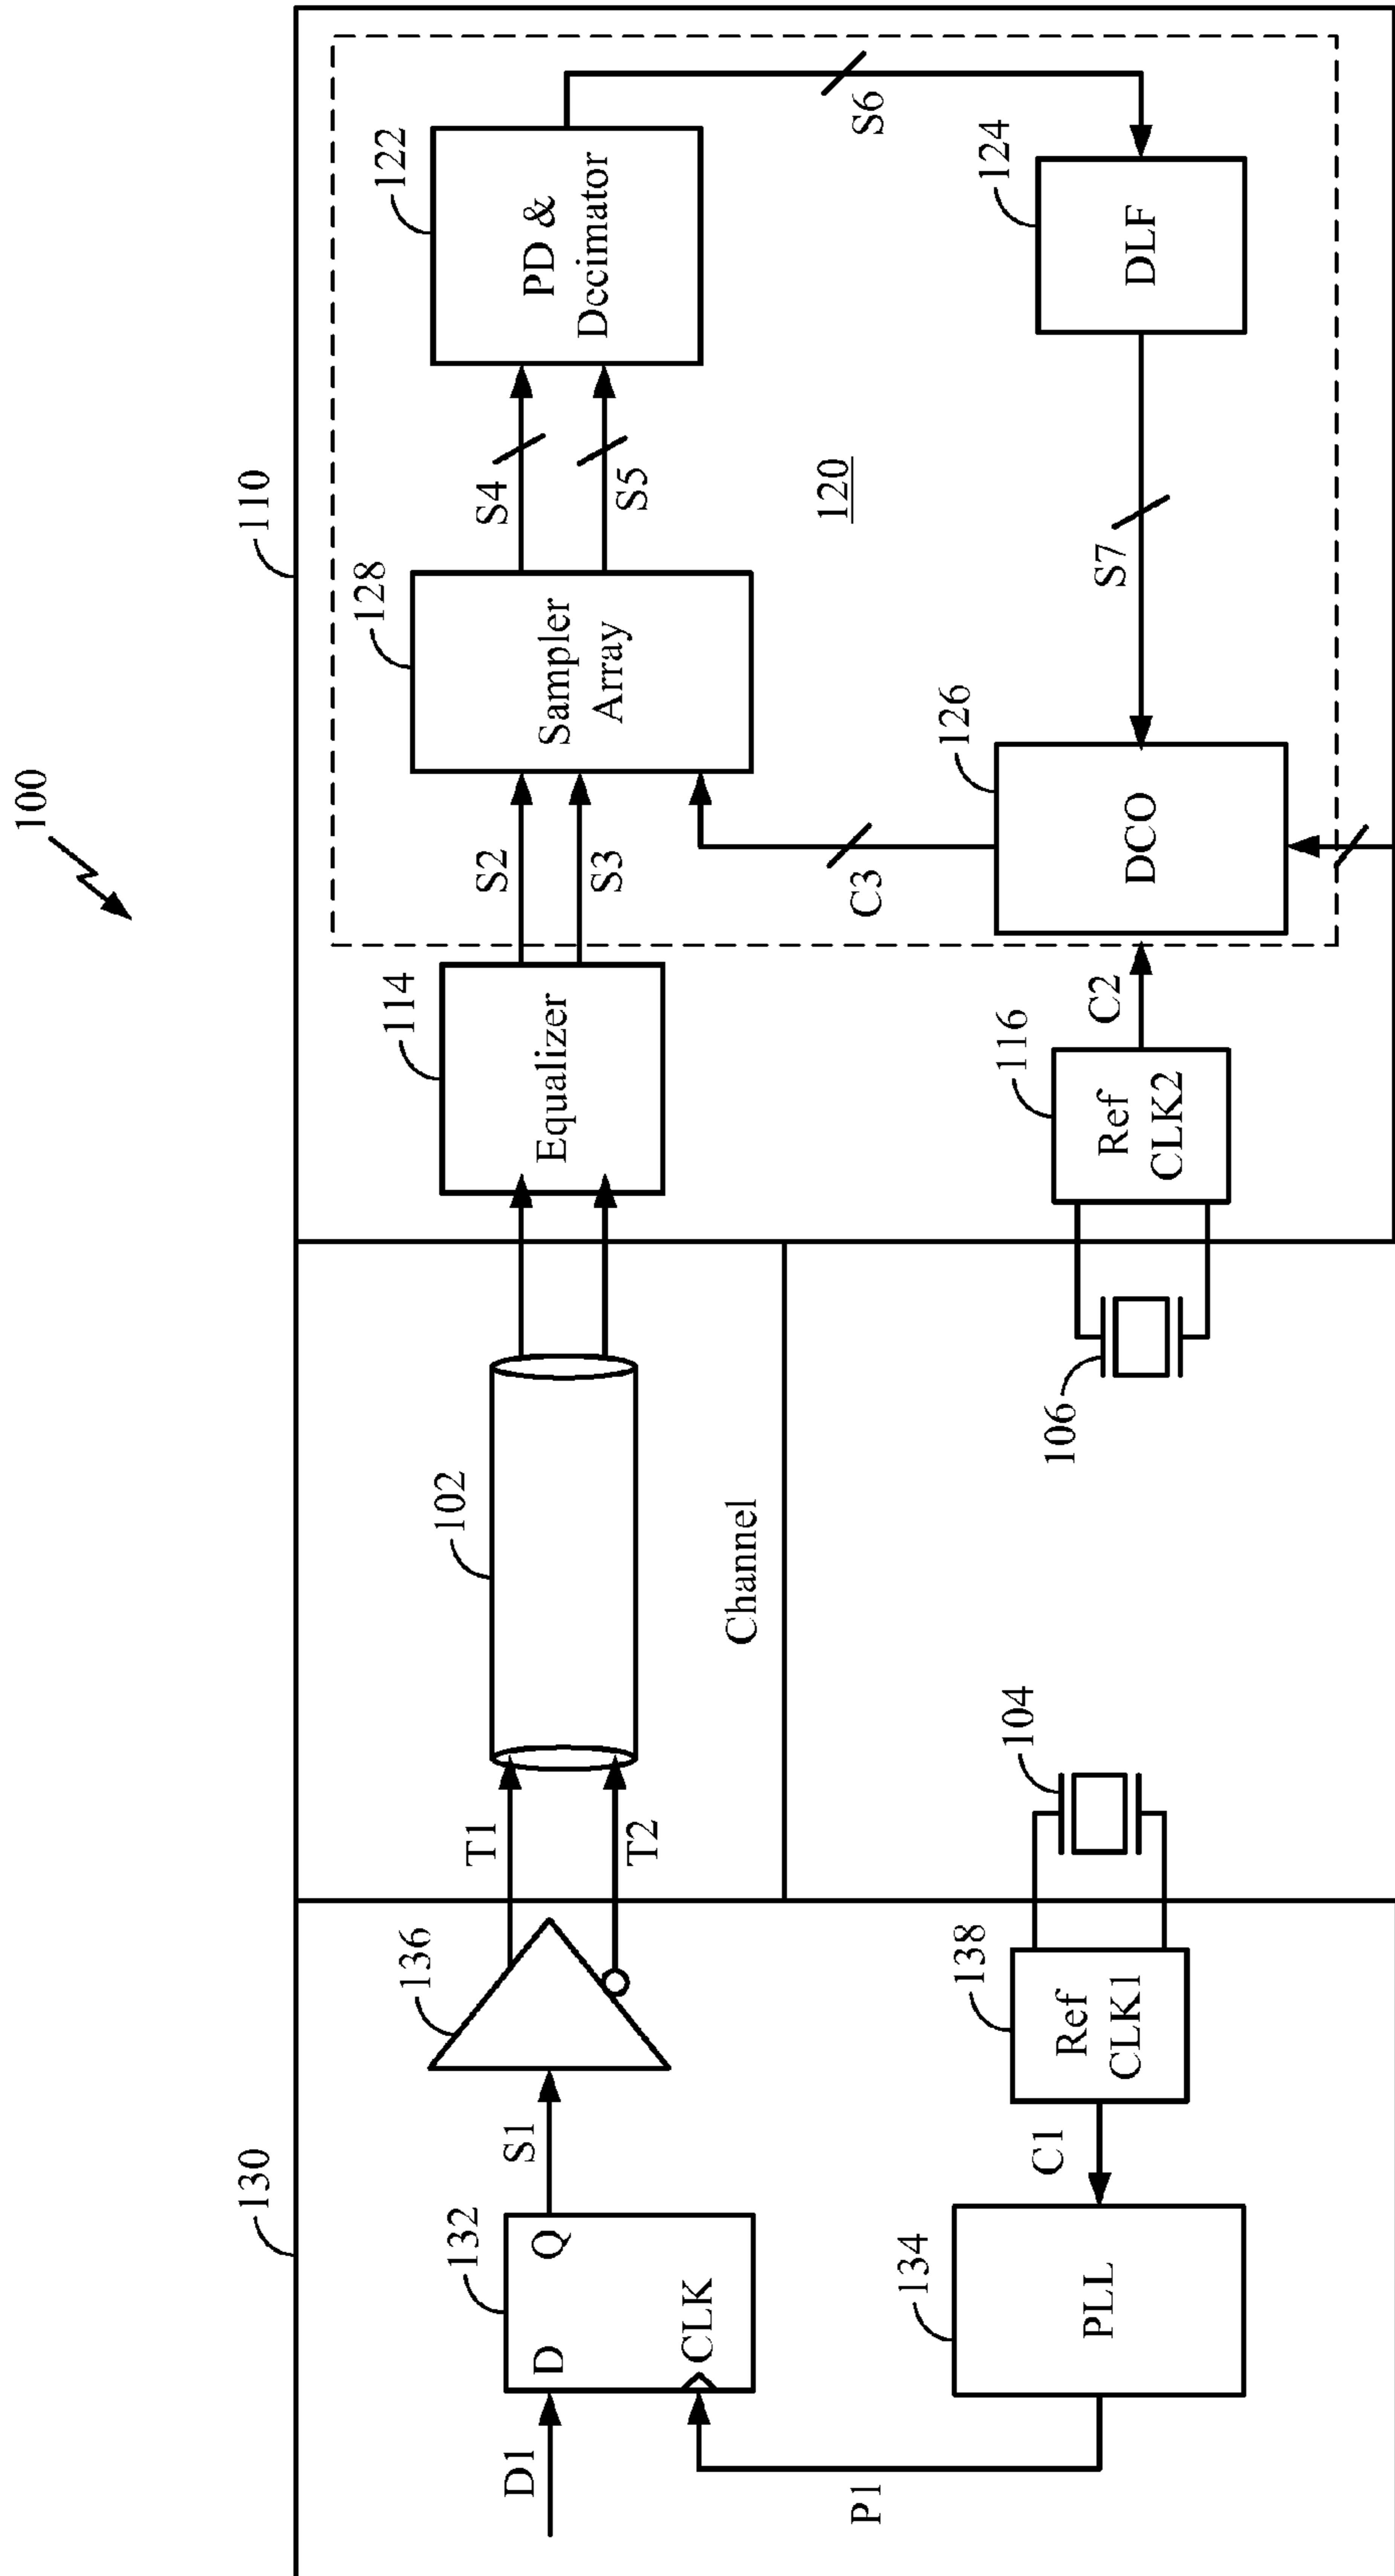 100
130
110
D1
132
D
Q
CLK
S1
136
T1
T2
102
Channel
114
Equalizer
S2
S3
128
Sampler
Array
S4
S5
122
PD &
Dccimator
S6
P1
134
PLL
C1
138
Ref
CLK1
104
106
116
Ref
CLK2
C2
C3
126
DCO
120
S7
124
DLF